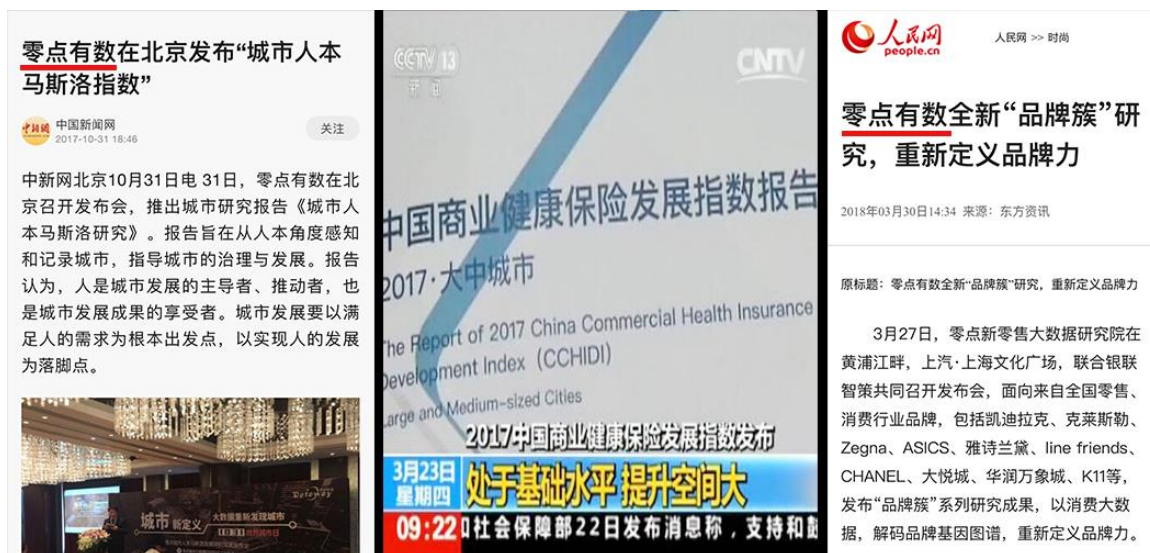 零点有数在北京发布“城市人本
马斯洛指数”
中新网
中国新闻网
2017-10-31 18:46
关注
中新网北京10月31日电 31日，零点有数在北
京召开发布会，推出城市研究报告《城市人
本马斯洛研究》。报告旨在从人本角度感知
和记录城市，指导城市的治理与发展。报告
认为，人是城市发展的主导者、推动者，也
是城市发展成果的享受者。城市发展要以满
足人的需求为根本出发点，以实现人的发展
为落脚点。
Dataway
城市 新定义
大数据重新发现城市
CCTV 13
新闻
CNTV
中国商业健康保险发展指数报告
2017·大中城市
The Report of 2017 China Commercial Health Insurance
Development Index（CCHIDI）
Large and Medium-sized Cities
2017中国商业健康保险发展指数发布
3月23日
星期四
处于基础水平 提升空间大
09:22
和社会保障部22日发布消息称，支持和鼓
人民网
people.cn
人民网 >> 时尚
零点有数全新“品牌簇”研
究，重新定义品牌力
2018年03月30日14:34 来源：东方资讯
原标题：零点有数全新“品牌簇”研究，重新定义品牌力
3月27日，零点新零售大数据研究院在
黄浦江畔，上汽·上海文化广场，联合银联
智策共同召开发布会，面向来自全国零售、
消费行业品牌，包括凯迪拉克、克莱斯勒、
Zegna、ASICS、雅诗兰黛、line friends、
CHANEL、大悦城、华润万象城、K11等，
发布“品牌簇”系列研究成果，以消费大数
据，解码品牌基因图谱，重新定义品牌力。